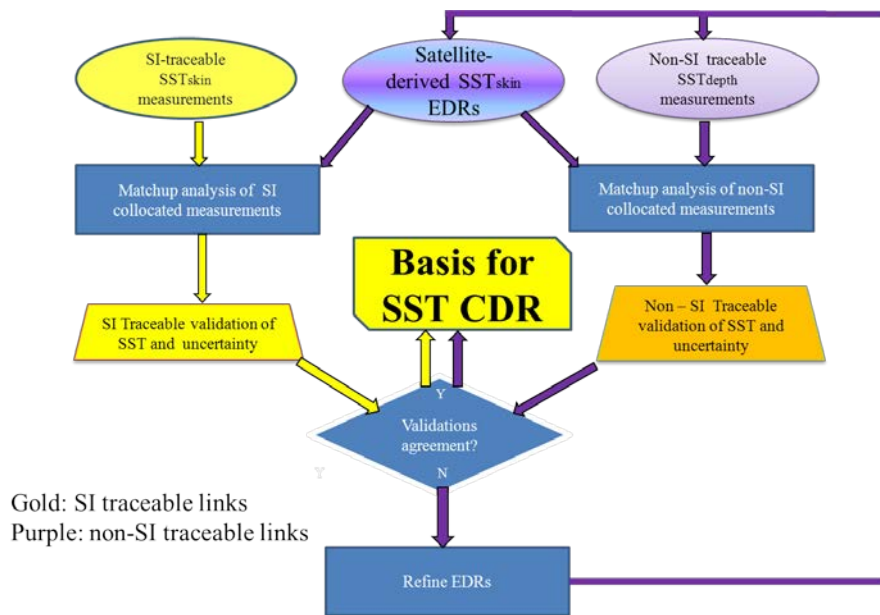 SI-traceable
SSTskin
measurements
Satellite-
derived SSTskin
EDRs
Non-SI traceable
SSTdepth
measurements
Matchup analysis of SI
collocated measurements
Matchup analysis of non-SI
collocated measurements
Basis for
SST CDR
SI Traceable validation of
SST and uncertainty
Non – SI Traceable
validation of SST and
uncertainty
Y
Validations
agreement?
Y
N
Gold: SI traceable links
Purple: non-SI traceable links
Refine EDRs